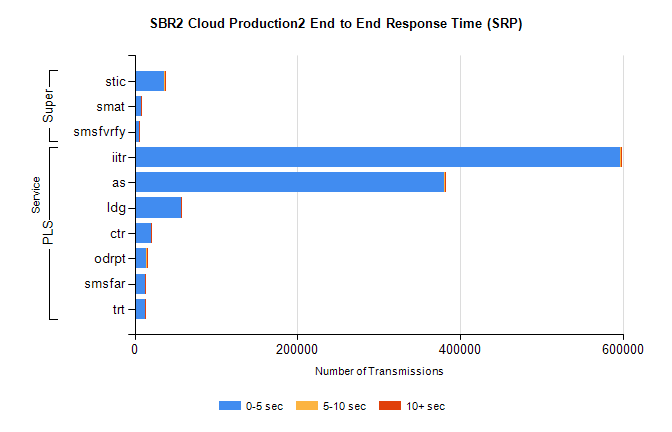 SBR2 Cloud Production2 End to End Response Time (SRP)
Super
stic
smat
smsfvrfy
Service
PLS
iitr
as
ldg
ctr
odrpt
smsfar
trt
0 200000 400000 600000
Number of Transmissions
0-5 sec 5-10 sec 10+ sec